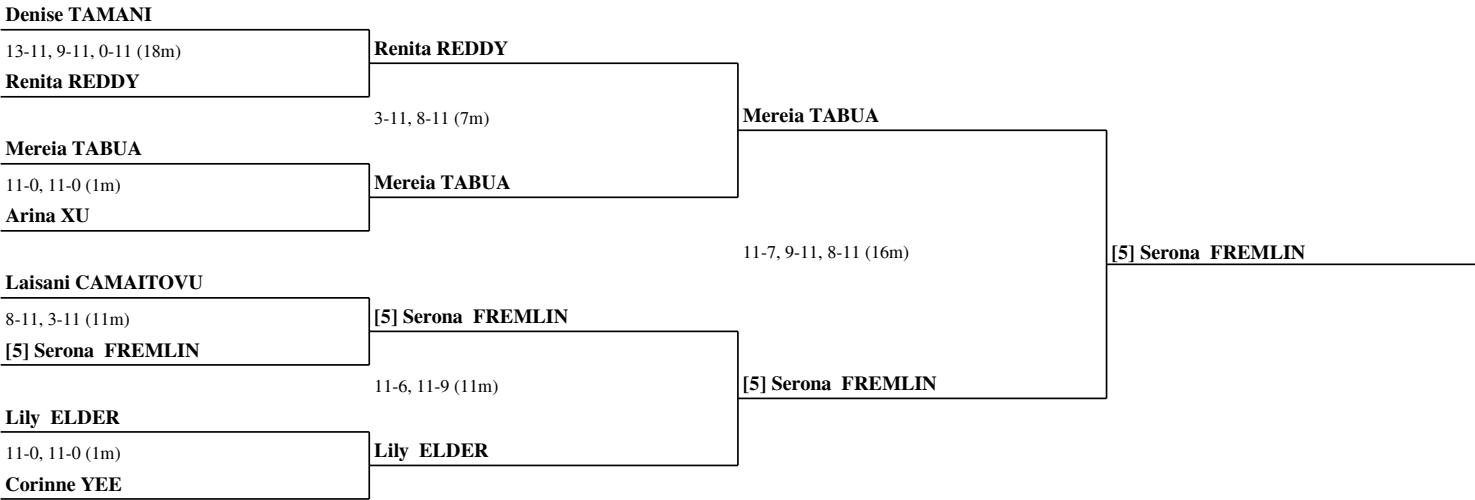 Denise TAMANI
13-11, 9-11, 0-11 (18m)
Renita REDDY
Renita REDDY
3-11, 8-11 (7m)
Mereia TABUA
Mereia TABUA
11-0, 11-0 (1m)
Arina XU
Mereia TABUA
11-7, 9-11, 8-11 (16m)
[5] Serona FREMLIN
Laisani CAMAITOVU
8-11, 3-11 (11m)
[5] Serona FREMLIN
[5] Serona FREMLIN
11-6, 11-9 (11m)
[5] Serona FREMLIN
Lily ELDER
11-0, 11-0 (1m)
Corinne YEE
Lily ELDER